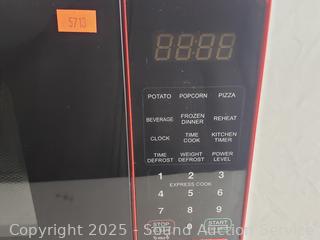 5713
88:88
POTATO POPCORN PIZZA
BEVERAGE FROZEN DINNER REHEAT
CLOCK TIME COOK KITCHEN TIMER
TIME DEFROST WEIGHT DEFROST POWER LEVEL
1 2 3
EXPRESS COOK
4 5 6
7 8 9
STOP 0 START
Copyright 2025 - Sound Auction Service